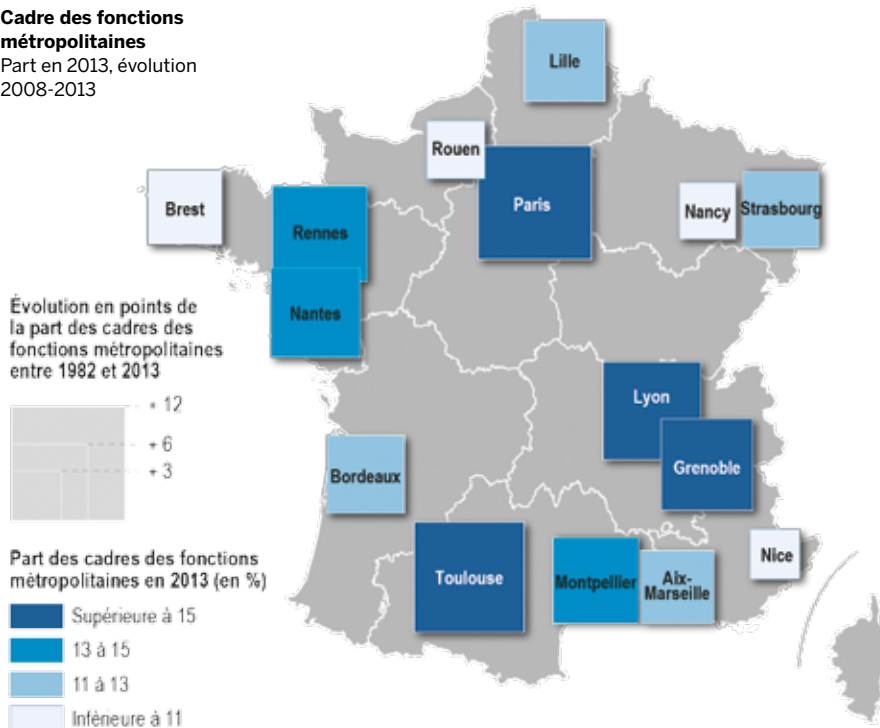 Cadre des fonctions
métropolitaines
Part en 2013, évolution
2008-2013
Lille
Rouen
Paris
Brest
Rennes
Nancy
Strasbourg
Nantes
Évolution en points de
la part des cadres des
fonctions métropolitaines
entre 1982 et 2013
+ 12
+ 6
+ 3
Lyon
Grenoble
Bordeaux
Toulouse
Montpellier
Aix-
Marseille
Nice
Part des cadres des fonctions
métropolitaines en 2013 (en %)
Supérieure à 15
13 à 15
11 à 13
Inférieure à 11